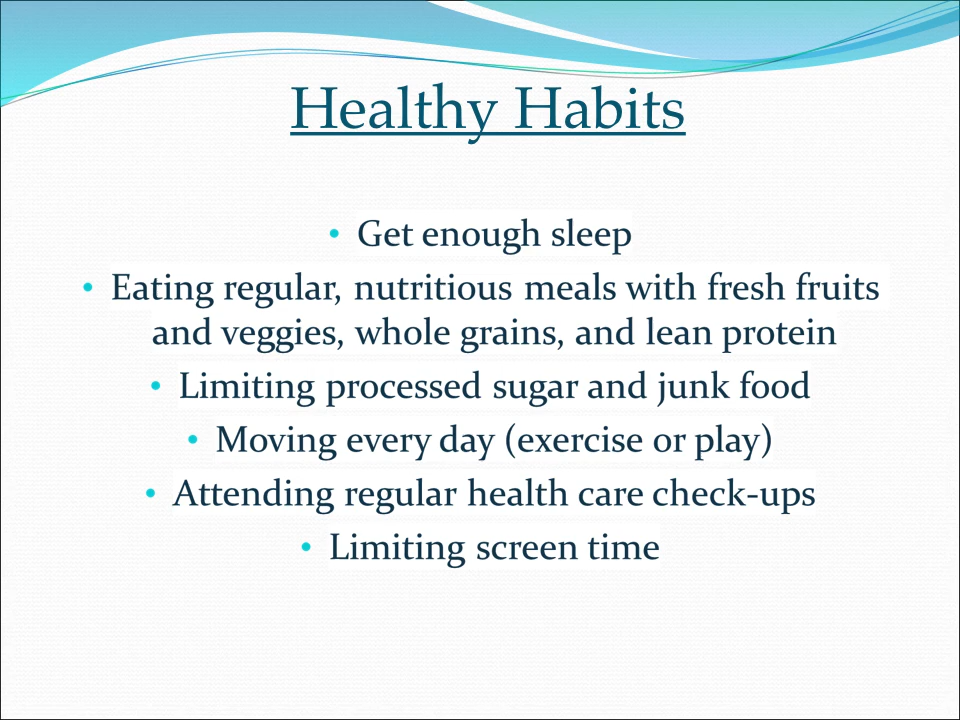 Healthy Habits
• Get enough sleep
• Eating regular, nutritious meals with fresh fruits
and veggies, whole grains, and lean protein
• Limiting processed sugar and junk food
• Moving every day (exercise or play)
• Attending regular health care check-ups
• Limiting screen time